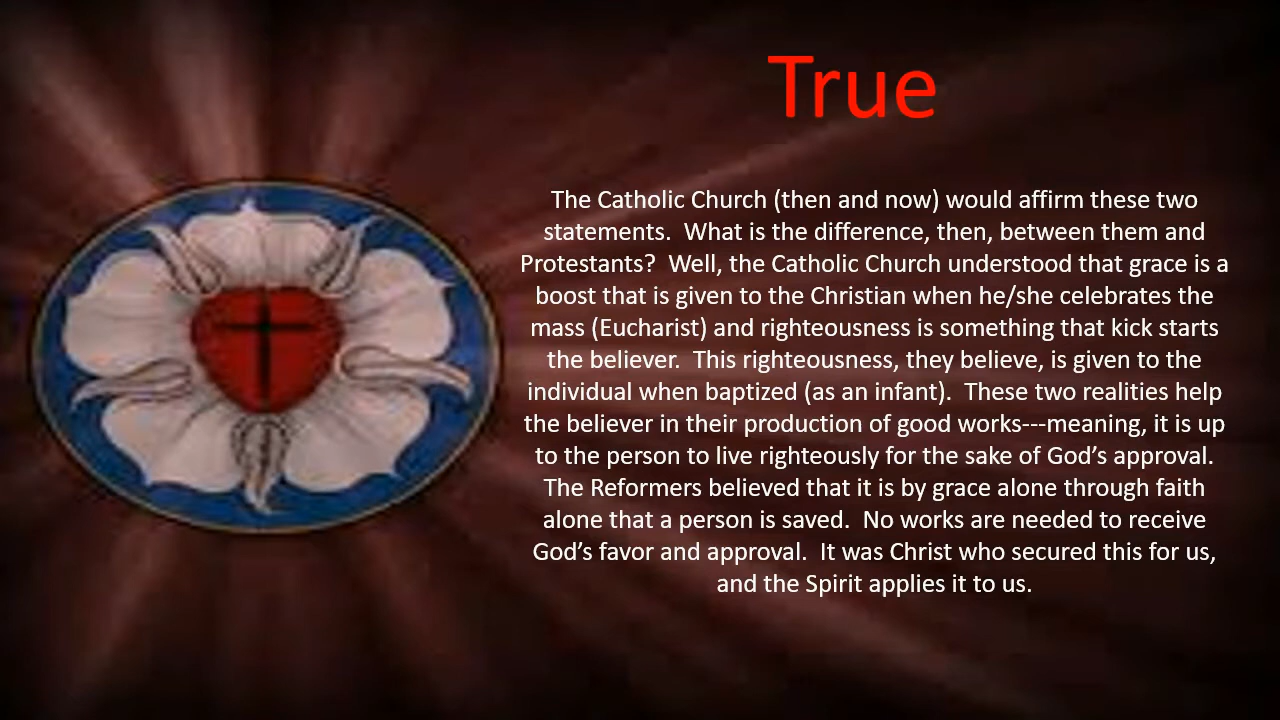 True
The Catholic Church (then and now) would affirm these two
statements.  What is the difference, then, between them and
Protestants?  Well, the Catholic Church understood that grace is a
boost that is given to the Christian when he/she celebrates the
mass (Eucharist) and righteousness is something that kick starts
the believer.  This righteousness, they believe, is given to the
individual when baptized (as an infant).  These two realities help
the believer in their production of good works---meaning, it is up
to the person to live righteously for the sake of God’s approval.
The Reformers believed that it is by grace alone through faith
alone that a person is saved.  No works are needed to receive
God’s favor and approval.  It was Christ who secured this for us,
and the Spirit applies it to us.